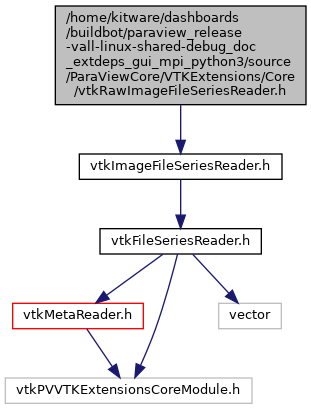 /home/kitware/dashboards
/buildbot/paraview_release
-vall-linux-shared-debug_doc
_extdeps_gui_mpi_python3/source
/ParaViewCore/VTKExtensions/Core
/vtkRawImageFileSeriesReader.h
vtkImageFileSeriesReader.h
vtkFileSeriesReader.h
vtkMetaReader.h
vector
vtkPVVTKExtensionsCoreModule.h